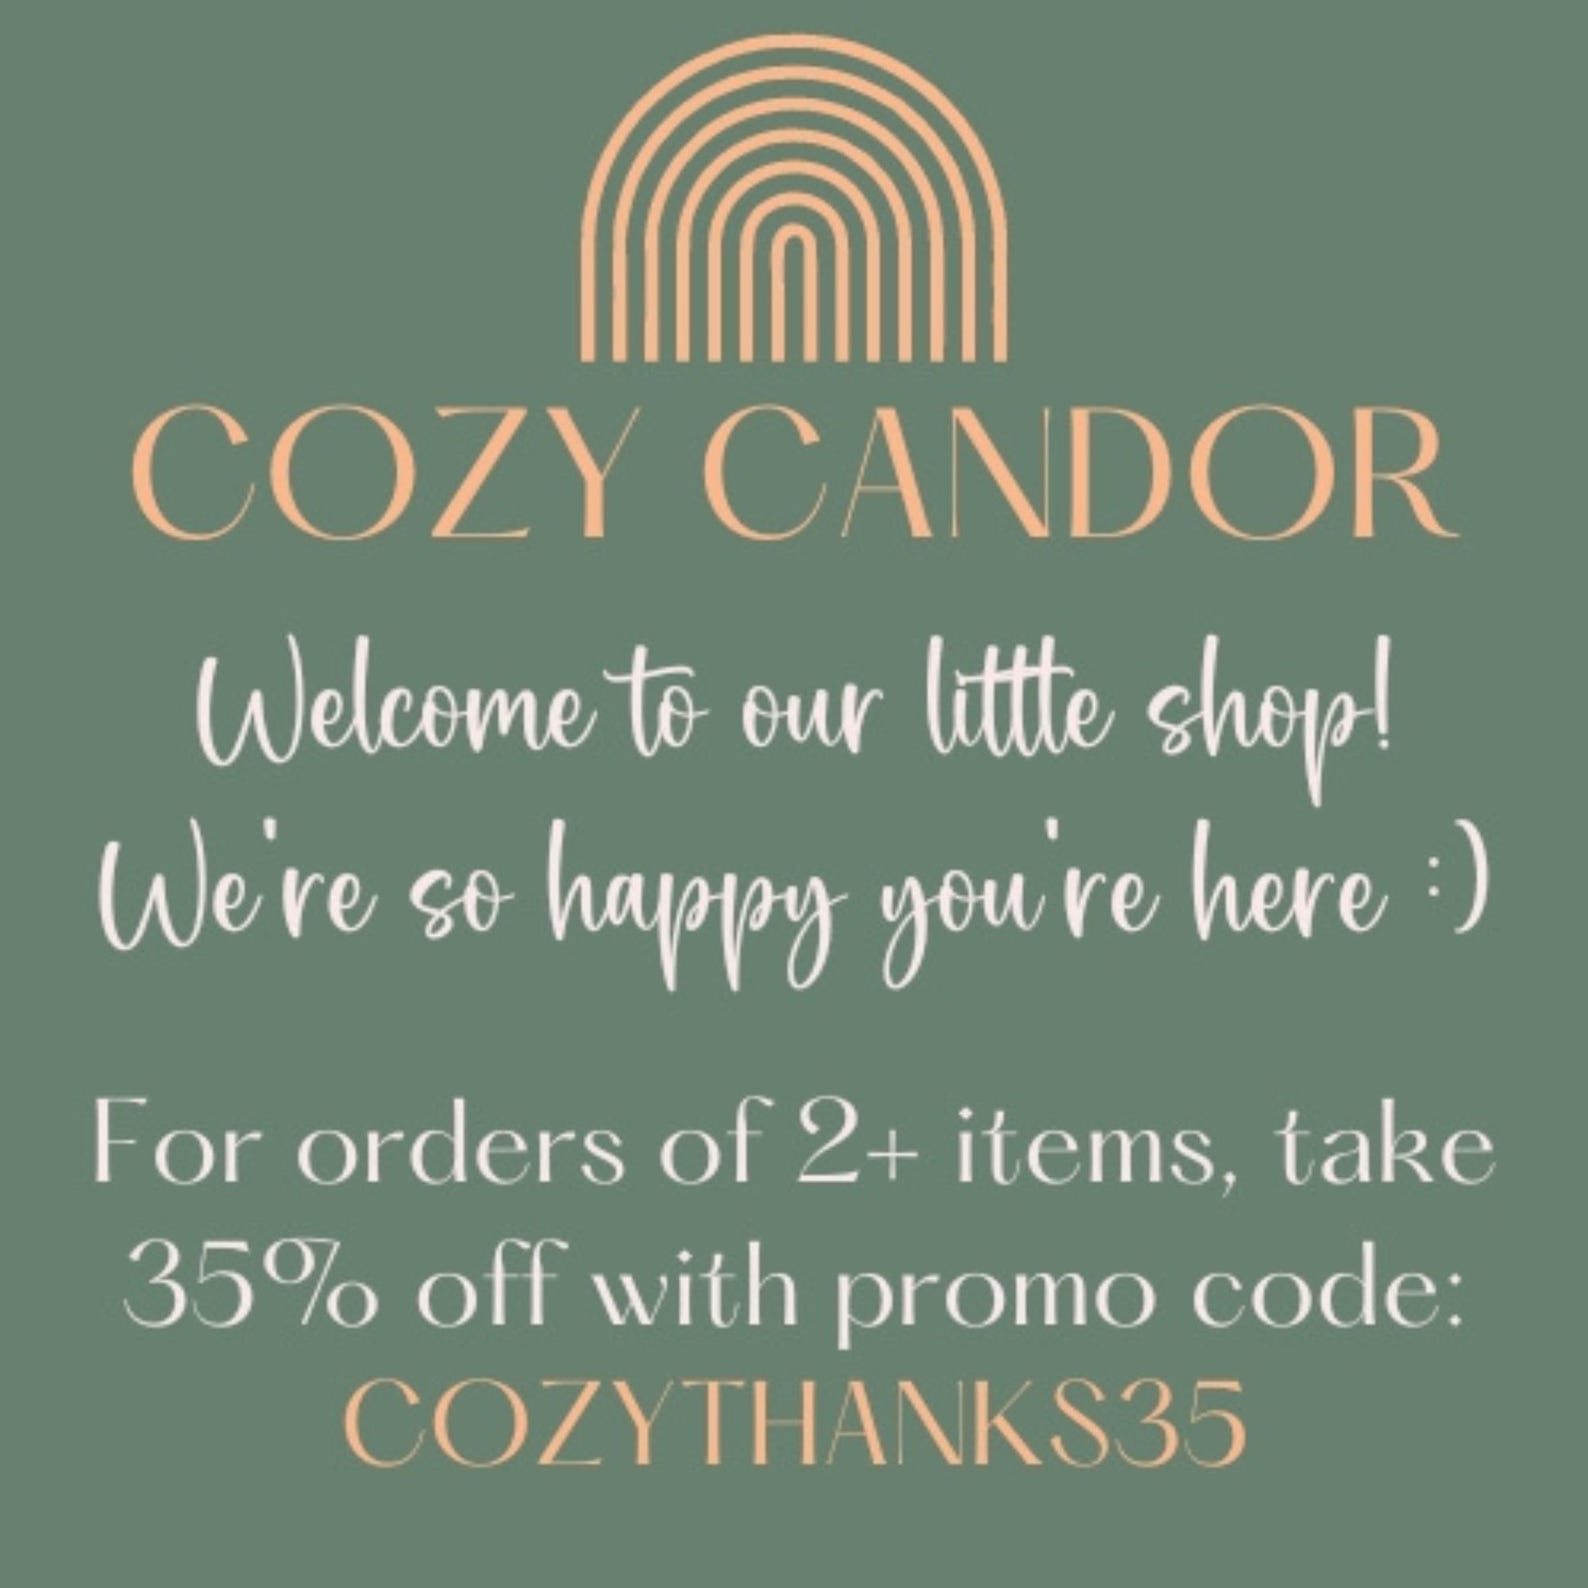 COZY CANDOR
Welcome to our little shop!
We're so happy you're here :)
For orders of 2+ items, take
35% off with promo code:
COZYTHANKS35